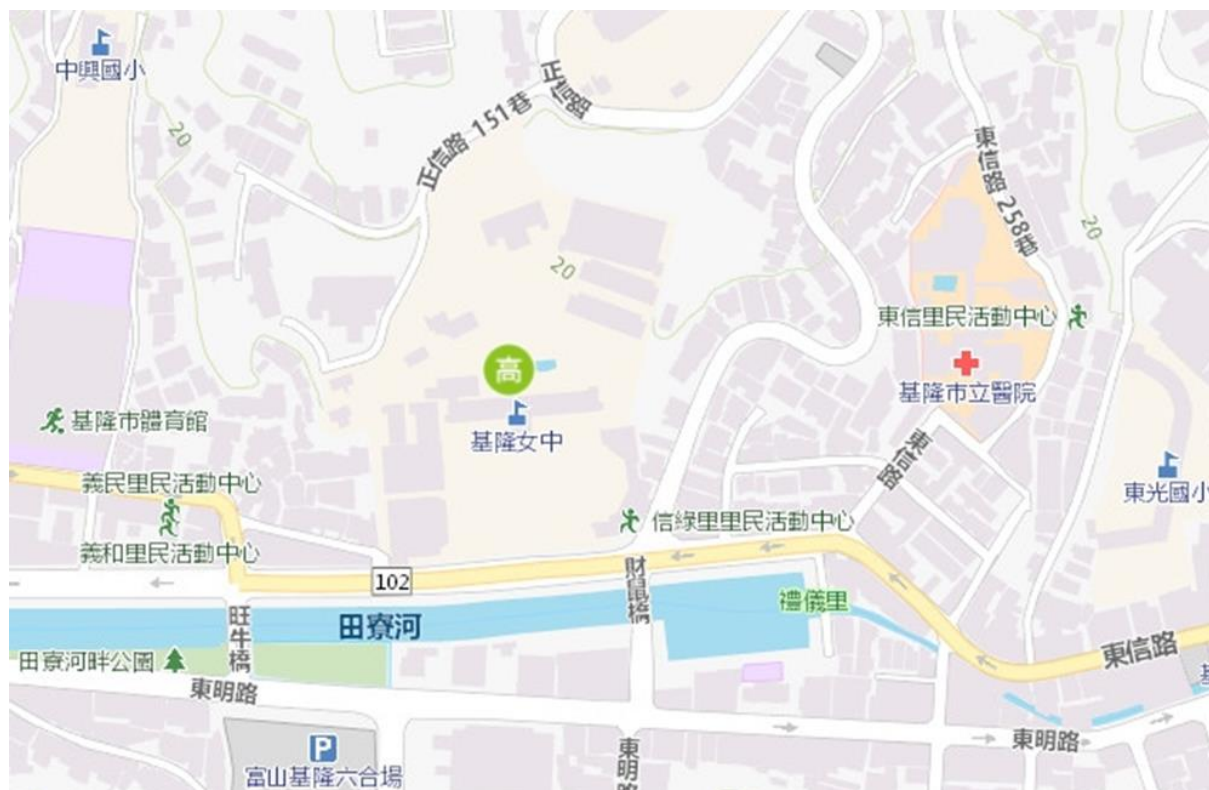 中興國小
正信路
正信路 151巷
東信路 258巷
20
20
20
東信里民活動中心
高
基隆市立醫院
基隆市體育館
基隆女中
東信路
義民里民活動中心
東光國小
信綠里里民活動中心
義和里民活動中心
102
財鼠橋
禮儀里
旺牛橋
田寮河
東信路
田寮河畔公園
東明路
P
東明路
東明路
富山基隆六合場